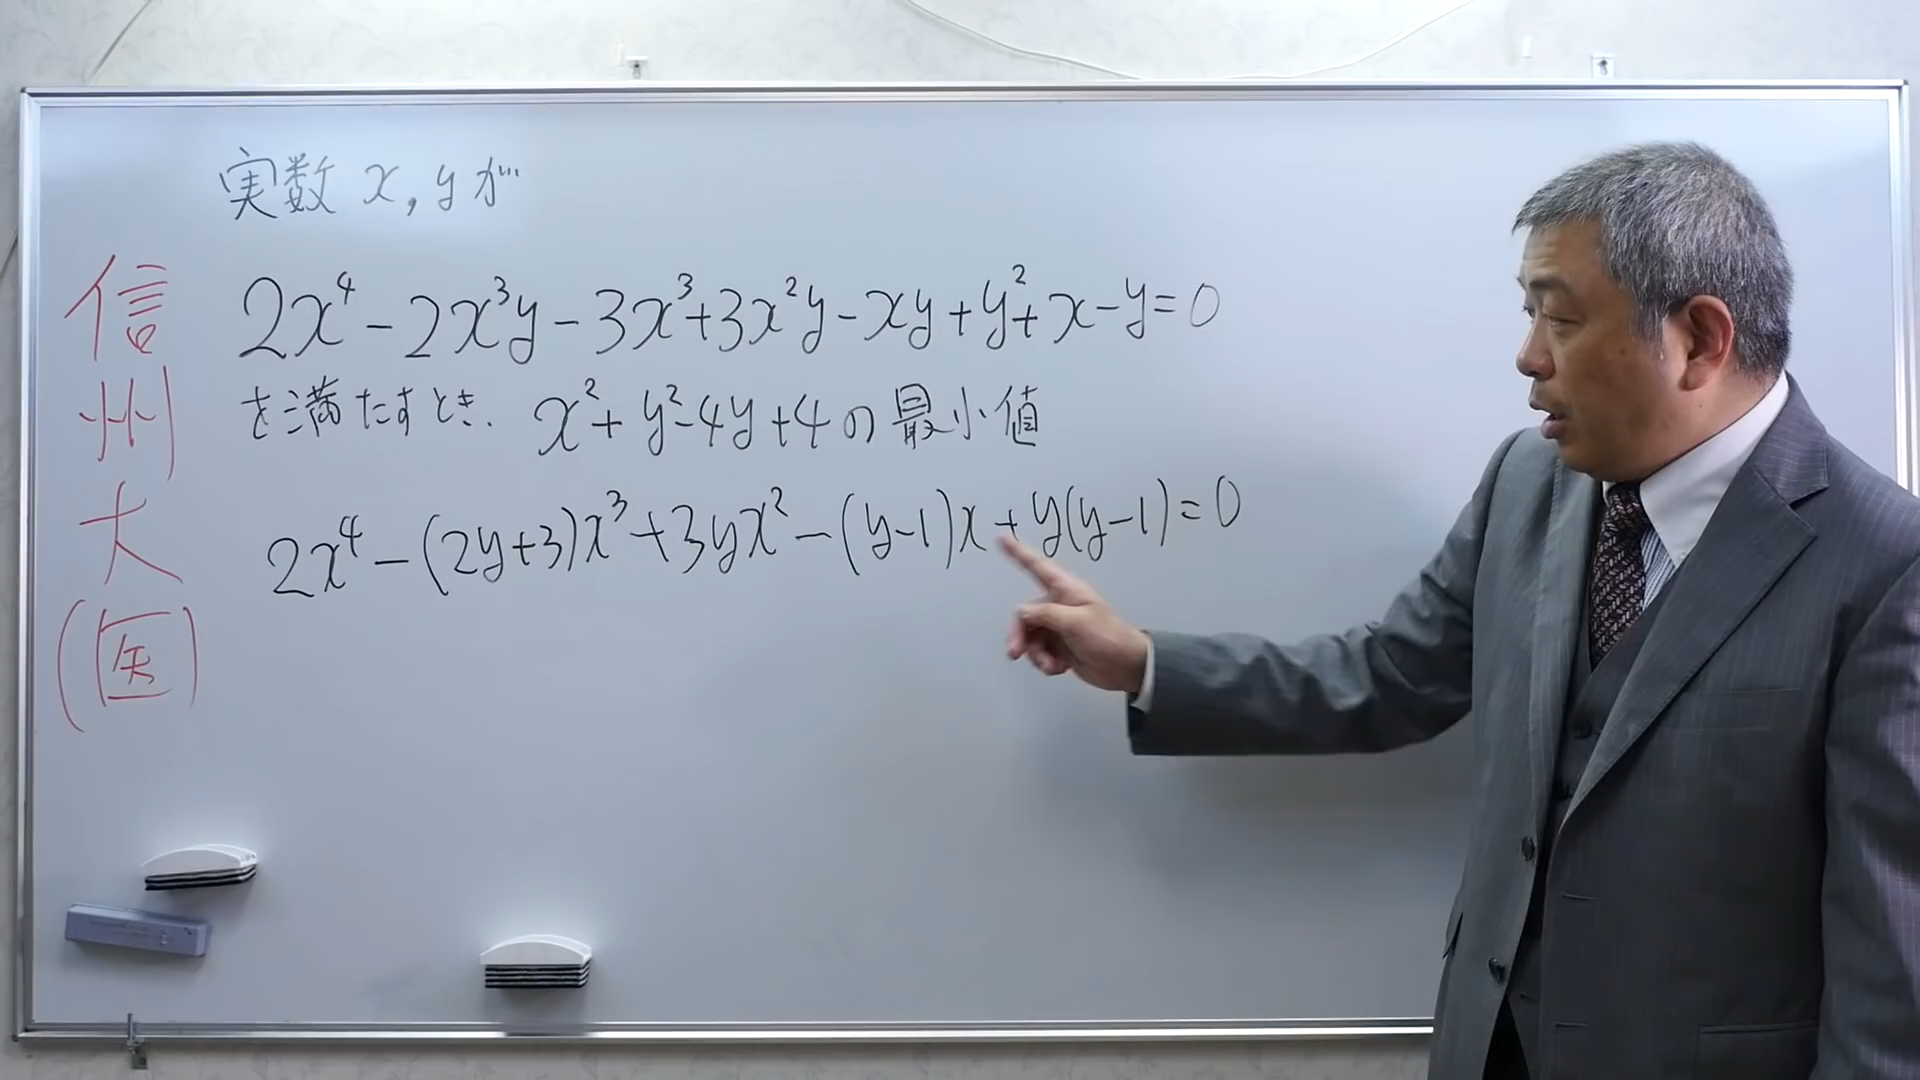 実数 x, yが…
2x⁴-2x³y-3x³+3x²y-xy+y²+x-y=0
を満たすとき. x²+y²-4y+4の最小値
2x⁴-(2y+3)x³+3yx²-(y-1)x+y(y-1)=0
信州大(医)